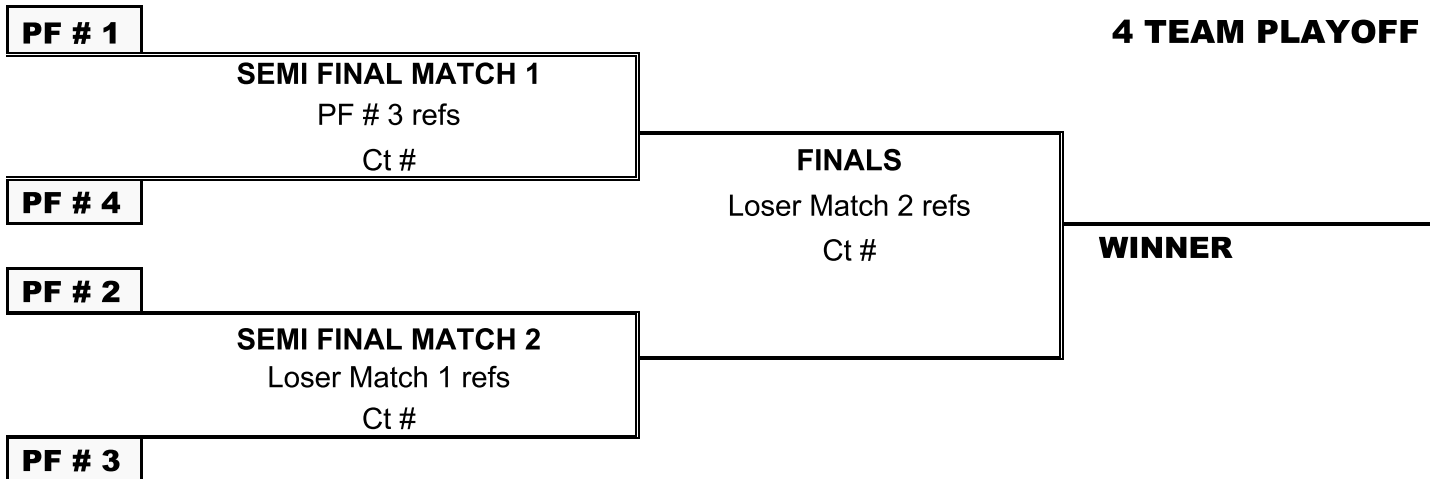 PF # 1
4 TEAM PLAYOFF
SEMI FINAL MATCH 1
PF # 3 refs
Ct #
PF # 4
FINALS
Loser Match 2 refs
Ct #
WINNER
PF # 2
SEMI FINAL MATCH 2
Loser Match 1 refs
Ct #
PF # 3